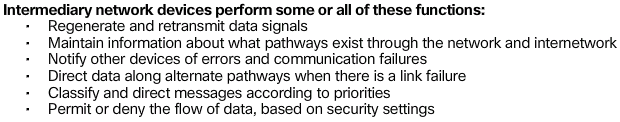 Intermediary network devices perform some or all of these functions:
· Regenerate and retransmit data signals
· Maintain information about what pathways exist through the network and internetwork
· Notify other devices of errors and communication failures
· Direct data along alternate pathways when there is a link failure
· Classify and direct messages according to priorities
· Permit or deny the flow of data, based on security settings